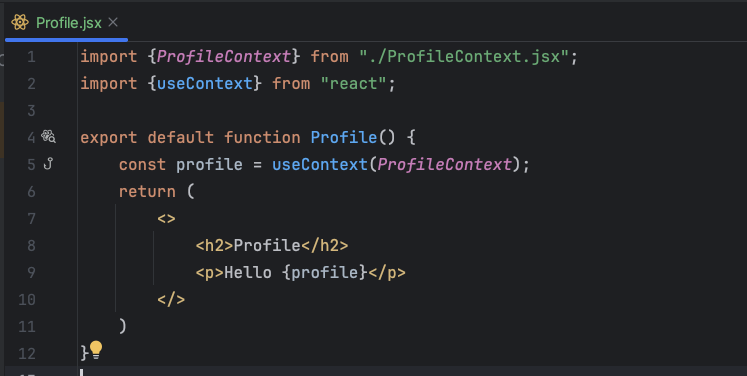 Profile.jsx
1 import {ProfileContext} from "./ProfileContext.jsx";
2 import {useContext} from "react";
3
4 export default function Profile() {
5 const profile = useContext(ProfileContext);
6 return (
7 <>
8 <h2>Profile</h2>
9 <p>Hello {profile}</p>
10 </>
11 )
12 }